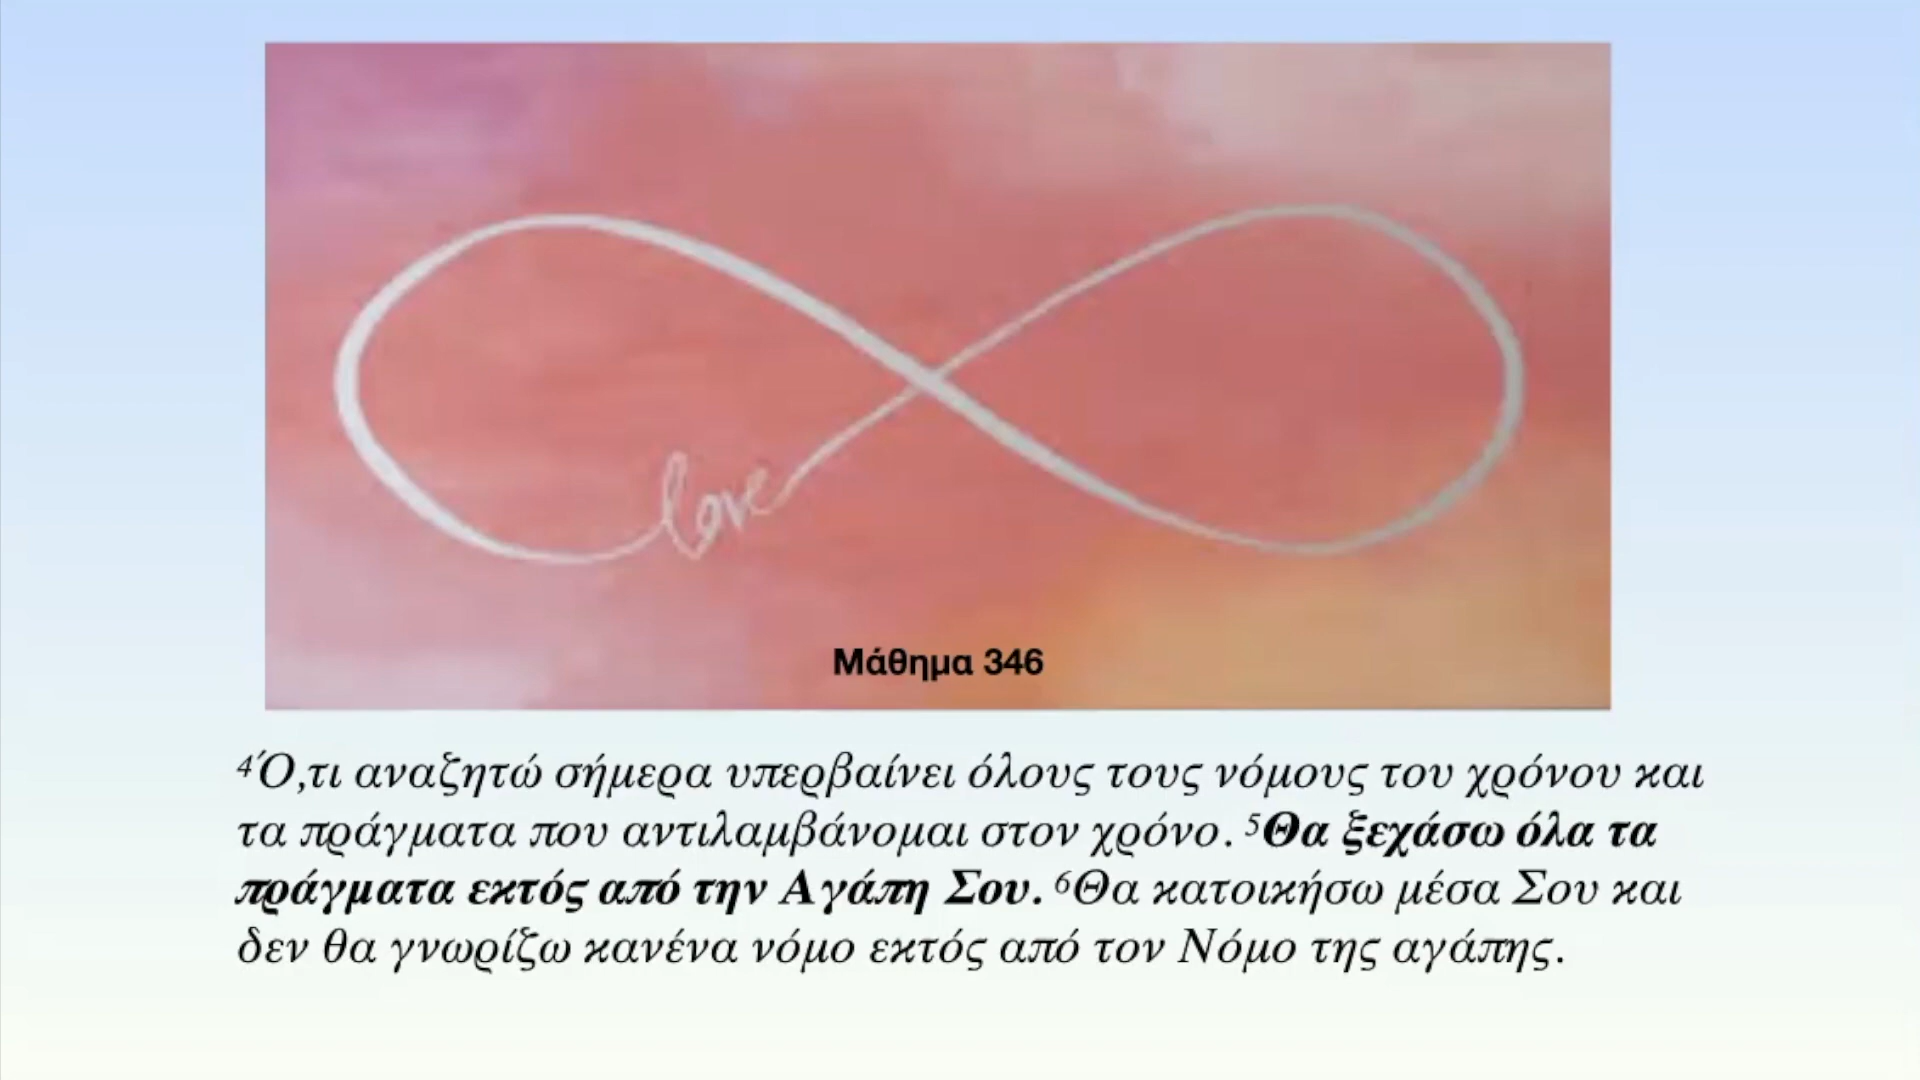 love
Μάθημα 346
⁴Ό,τι αναζητώ σήμερα υπερβαίνει όλους τους νόμους του χρόνου και
τα πράγματα που αντιλαμβάνομαι στον χρόνο. ⁵Θα ξεχάσω όλα τα
πράγματα εκτός από την Αγάπη Σου. ⁶Θα κατοικήσω μέσα Σου και
δεν θα γνωρίζω κανένα νόμο εκτός από τον Νόμο της αγάπης.